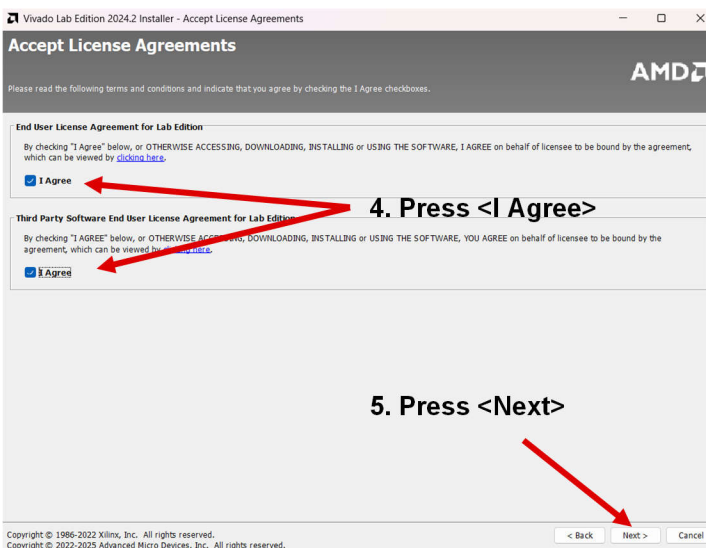 Vivado Lab Edition 2024.2 Installer - Accept License Agreements
Accept License Agreements
AMD
Please read the following terms and conditions and indicate that you agree by checking the I Agree checkboxes.
End User License Agreement for Lab Edition
By checking "I Agree" below, or OTHERWISE ACCESSING, DOWNLOADING, INSTALLING or USING THE SOFTWARE, I AGREE on behalf of licensee to be bound by the agreement,
which can be viewed by clicking here.
I Agree
4. Press <I Agree>
Third Party Software End User License Agreement for Lab Edition
By checking "I AGREE" below, or OTHERWISE ACCESSING, DOWNLOADING, INSTALLING or USING THE SOFTWARE, YOU AGREE on behalf of licensee to be bound by the
agreement, which can be viewed by clicking here.
I Agree
5. Press <Next>
Copyright © 1986-2022 Xilinx, Inc. All rights reserved.
Copyright © 2022-2025 Advanced Micro Devices, Inc. All rights reserved.
< Back Next > Cancel